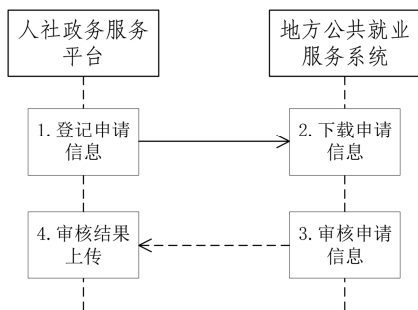 人社政务服务
平台
地方公共就业
服务系统
1.登记申请
信息
2.下载申请
信息
4.审核结果
上传
3.审核申请
信息